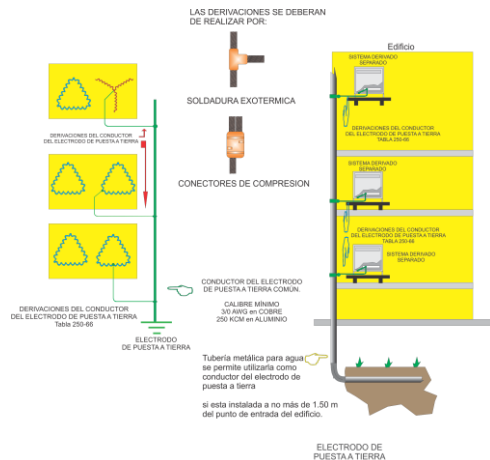 LAS DERIVACIONES SE DEBERAN
DE REALIZAR POR:
SOLDADURA EXOTERMICA
CONECTORES DE COMPRESION
DERIVACIONES DEL CONDUCTOR
DEL ELECTRODO DE PUESTA A TIERRA
CONDUCTOR DEL ELECTRODO
DE PUESTA A TIERRA COMÚN.
CALIBRE MÍNIMO
3/0 AWG en COBRE
250 KCM en ALUMINIO
DERIVACIONES DEL CONDUCTOR
DEL ELECTRODO DE PUESTA A TIERRA
Tabla 250-66
ELECTRODO
DE PUESTA A TIERRA
Edificio
SISTEMA DERIVADO
SEPARADO
DERIVACIONES DEL CONDUCTOR
DEL ELECTRODO DE PUESTA A TIERRA
TABLA 250-66
SISTEMA DERIVADO
SEPARADO
DERIVACIONES DEL CONDUCTOR
DEL ELECTRODO DE PUESTA A TIERRA
TABLA 250-66
SISTEMA DERIVADO
SEPARADO
Tubería metálica para agua
se permite utilizarla como
conductor del electrodo de
puesta a tierra
si esta instalada a no más de 1.50 m
del punto de entrada del edificio.
ELECTRODO DE
PUESTA A TIERRA